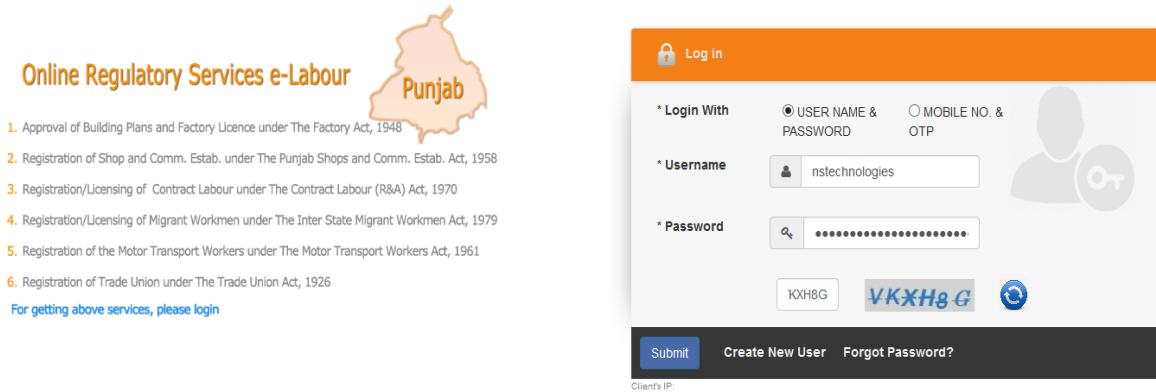 Online Regulatory Services e-Labour
Punjab
1. Approval of Building Plans and Factory Licence under The Factory Act, 1948
2. Registration of Shop and Comm. Estab. under The Punjab Shops and Comm. Estab. Act, 1958
3. Registration/Licensing of Contract Labour under The Contract Labour (R&A) Act, 1970
4. Registration/Licensing of Migrant Workmen under The Inter State Migrant Workmen Act, 1979
5. Registration of the Motor Transport Workers under The Motor Transport Workers Act, 1961
6. Registration of Trade Union under The Trade Union Act, 1926
For getting above services, please login
Log in
* Login With
USER NAME &
PASSWORD
MOBILE NO. &
OTP
* Username
nstechnologies
* Password
KXH8G
VKXH8G
Submit
Create New User
Forgot Password?
Client's IP: